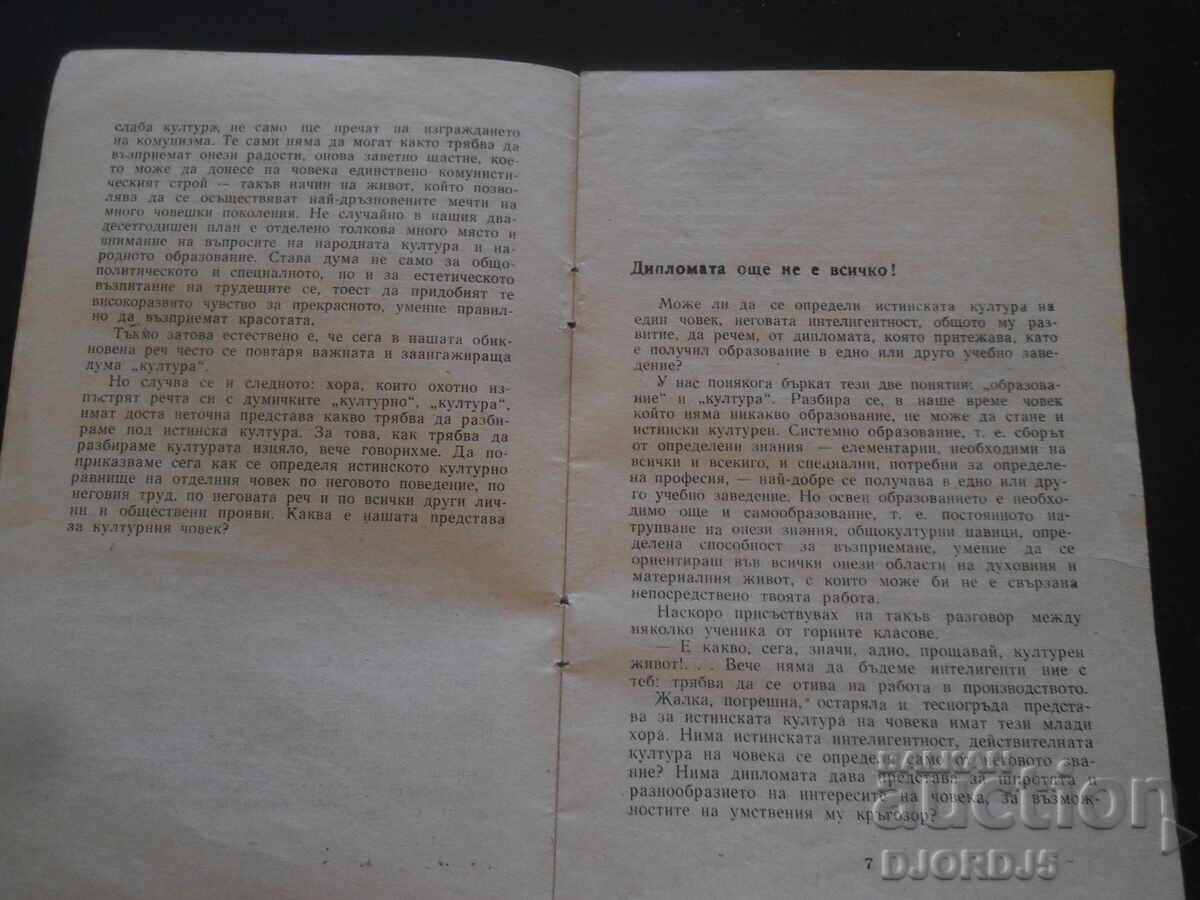 слаба култура, не само ще пречат на изграждането
на комунизма. Те сами няма да могат както трябва да
възприемат онези радости, онова заветно щастие, кое-
то може да донесе на човека единствено комунисти-
ческият строй — такъв начин на живот, който позво-
лява да се осъществяват най-дръзновените мечти на
много човешки поколения. Не случайно в нашия два-
десетгодишен план е отделено толкова много място и
внимание на въпросите на народната култура и на-
родното образование. Става дума не само за общо-
политическото и специалното, но и за естетическото
възпитание на трудещите се, тоест да придобият те
високоразвито чувство за прекрасното, умение правил-
но да възприемат красотата.
Тъкмо затова естествено е, че сега в нашата обик-
новена реч често се повтаря важната и заангажираща
дума „култура“.
Но случва се и следното: хора, които охотно из-
пъстрят речта си с думичките „културно“, „култура“,
имат доста неточна представа какво трябва да разби-
раме под истинска култура. За това, как трябва да
разбираме културата изцяло, вече говорихме. Да по-
приказваме сега как се определя истинското културно
равнище на отделния човек по неговото поведение, по
неговия труд, по неговата реч и по всички други лич-
ни и обществени прояви. Каква е нашата представа
за културния човек?
Дипломата още не е всичко!
Може ли да се определи истинската култура на
един човек, неговата интелигентност, общото му раз-
витие, да речем, от дипломата, която притежава, като
е получил образование в едно или друго учебно заве-
дение?
У нас понякога бъркат тези две понятия: „образова-
ние“ и „култура“. Разбира се, в наше време човек
който няма никакво образование, не може да стане и
истински културен. Системно образование, т. е. сборът
от определени знания — елементарни, необходими на
всички и всекиго, и специални, потребни за определе-
на професия, — най-добре се получава в едно или дру-
го учебно заведение. Но освен образованието е необхо-
димо още и самообразование, т. е. постоянното на-
трупване на онези знания, общокултурни навици, опре-
делена способност за възприемане, умение да се
ориентираш във всички онези области на духовния и
материалния живот, с които може би не е свързана
непосредствено твоята работа.
Наскоро присъствувах на такъв разговор между
няколко ученика от горните класове.
— Е какво, сега, значи, адио, прощавай, културен
живот!. . . Вече няма да бъдеме интелигенти ние с
теб: трябва да се отива на работа в производството.
Жалка, погрешна, остаряла и тесногръда предста-
ва за истинската култура на човека имат тези млади
хора. Нима истинската интелигентност, действителната
култура на човека се определя само от неговото зва-
ние? Нима дипломата дава представа за широтата и
разнообразието на интересите на човека, за възмож-
ностите на умствения му кръгозор?
7
БАЛКАН
auction
DJORDJ5